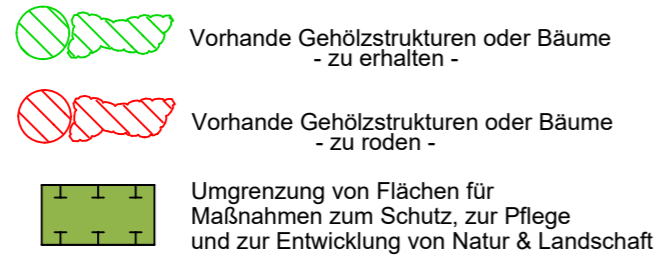 Vorhande Gehölzstrukturen oder Bäume
- zu erhalten -
Vorhande Gehölzstrukturen oder Bäume
- zu roden -
Umgrenzung von Flächen für
Maßnahmen zum Schutz, zur Pflege
und zur Entwicklung von Natur & Landschaft